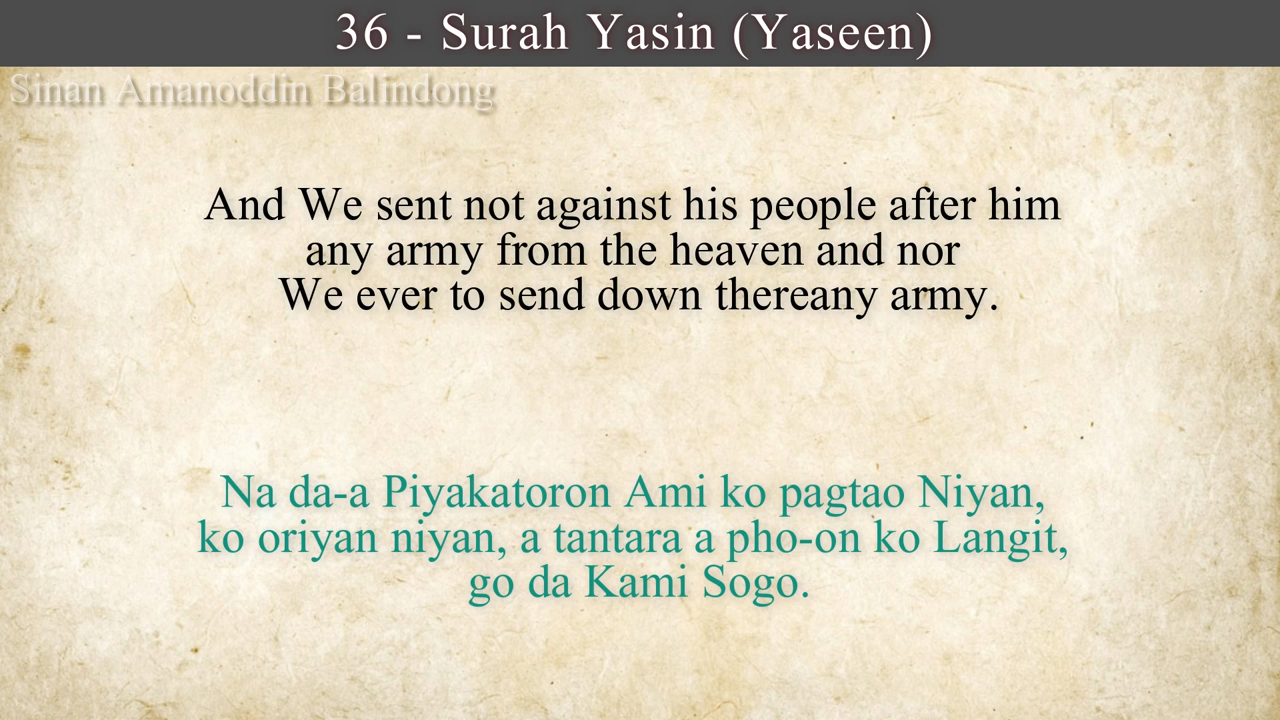 36 - Surah Yasin (Yaseen)
Sinan Amanoddin Balindong
And We sent not against his people after him
any army from the heaven and nor
We ever to send down thereany army.
Na da-a Piyakatoron Ami ko pagtao Niyan,
ko oriyan niyan, a tantara a pho-on ko Langit,
go da Kami Sogo.